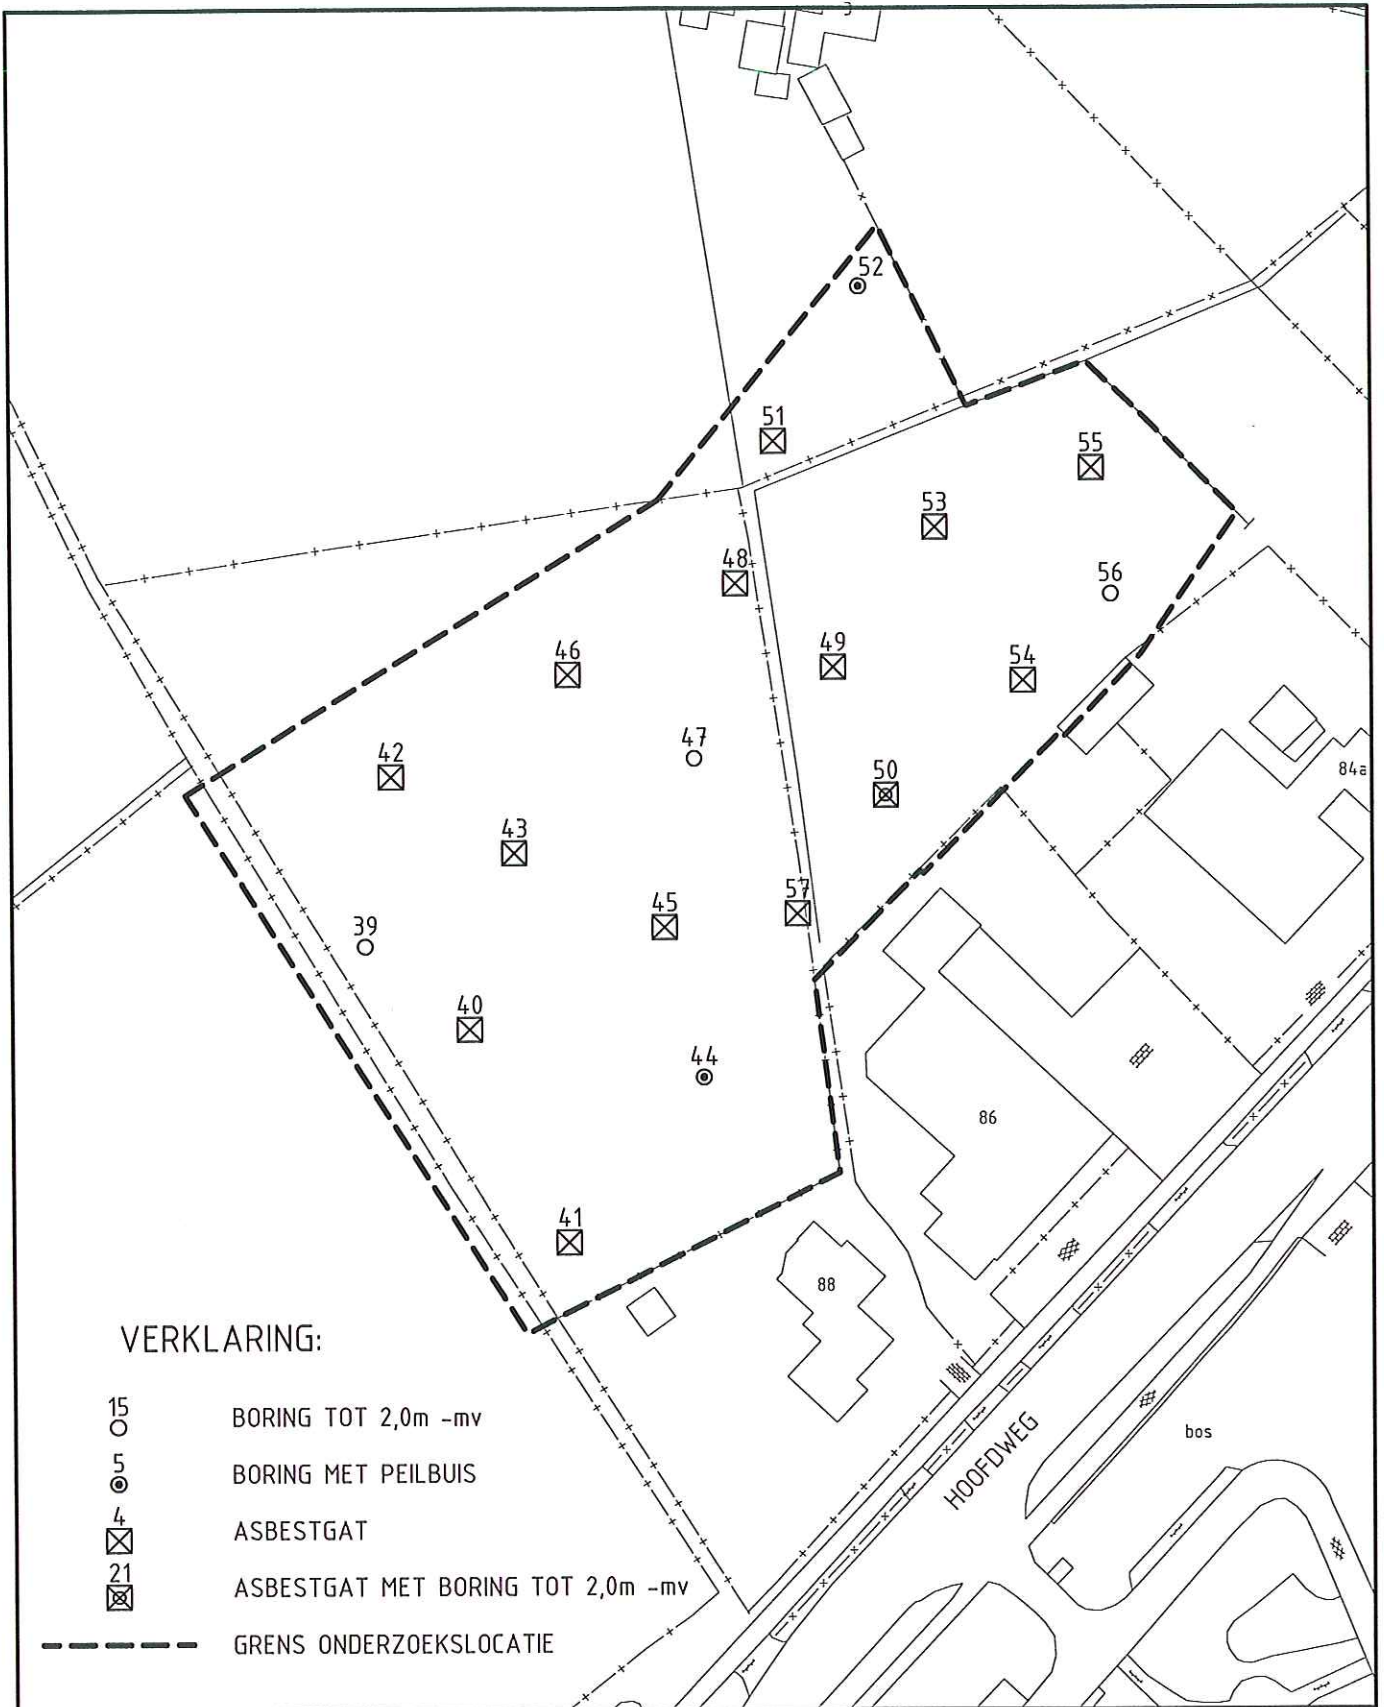 52
51
55
53
48
56
46
49
54
47
42
50
84a
43
57
45
39
40
44
86
41
88
VERKLARING:
15
BORING TOT 2,0m -mv
5
BORING MET PEILBUIS
4
ASBESTGAT
21
ASBESTGAT MET BORING TOT 2,0m -mv
GRENS ONDERZOEKSLOCATIE
HOOFDWEG
bos